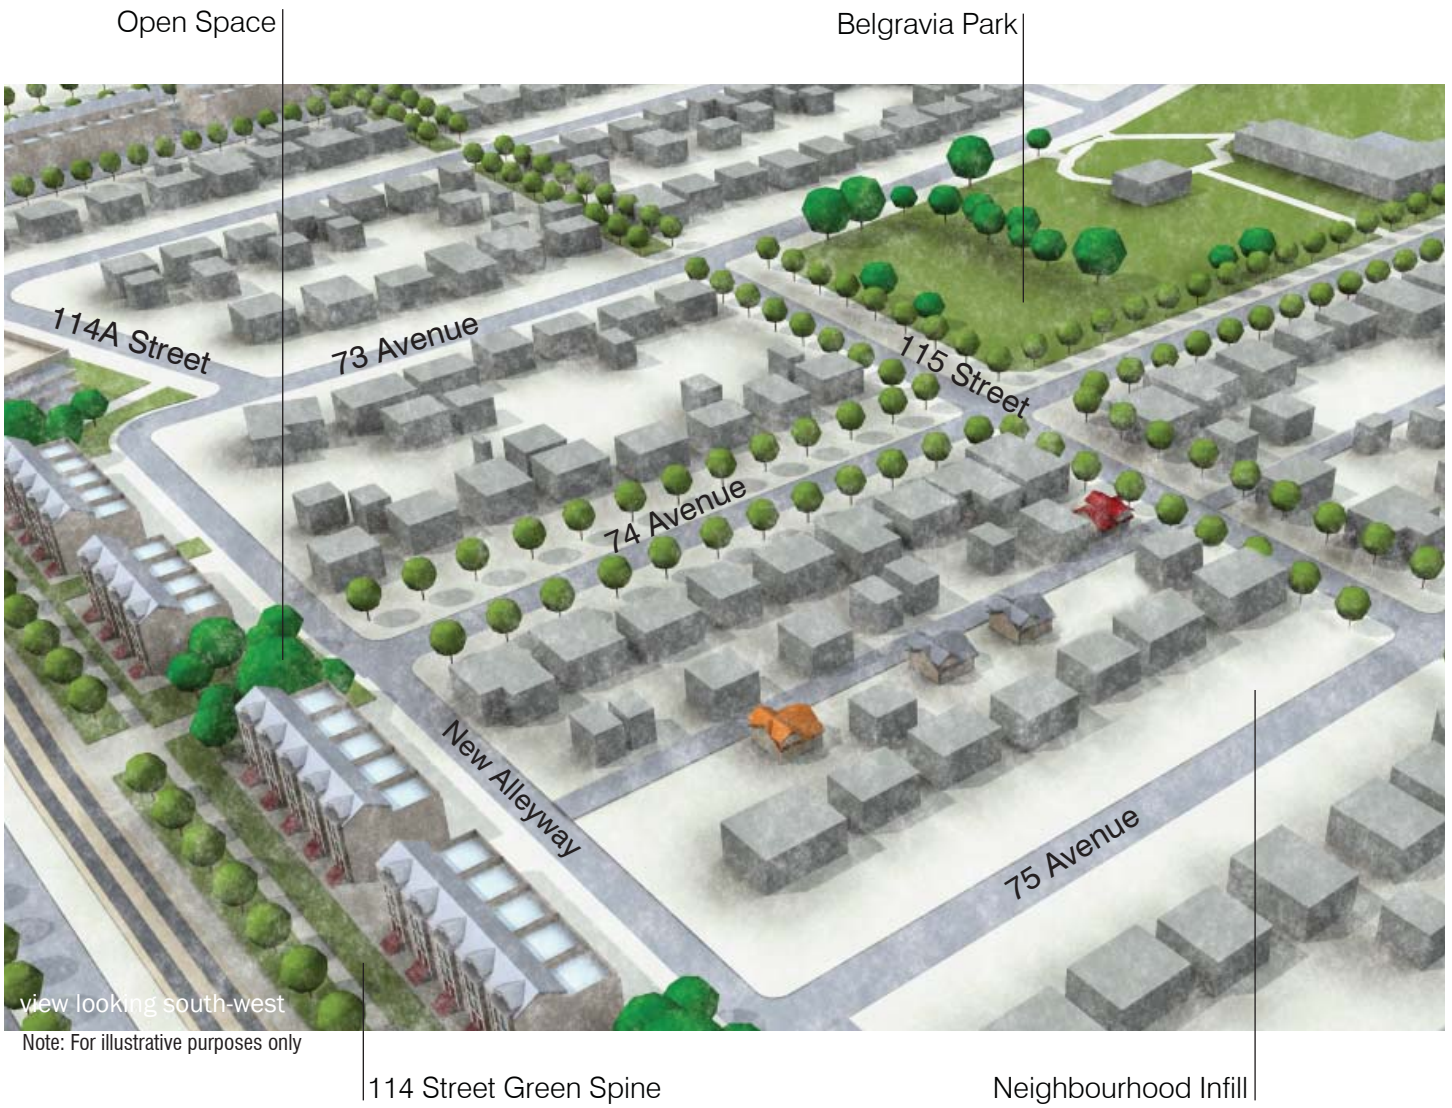 Open Space
Belgravia Park
114A Street
73 Avenue
115 Street
74 Avenue
New Alleyway
75 Avenue
view looking south-west
Note: For illustrative purposes only
114 Street Green Spine
Neighbourhood Infill